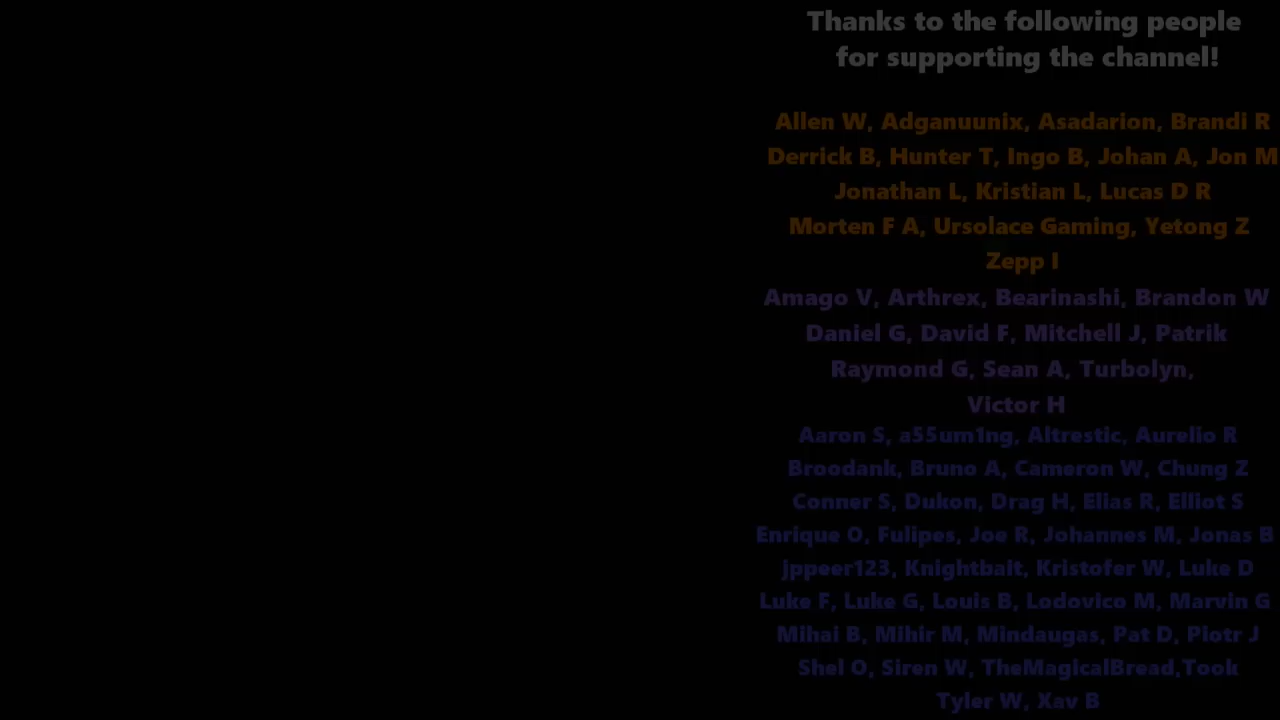 Thanks to the following people
for supporting the channel!
Allen W, Adganuunix, Asadarion, Brandi R
Derrick B, Hunter T, Ingo B, Johan A, Jon M
Jonathan L, Kristian L, Lucas D R
Morten F A, Ursolace Gaming, Yetong Z
Zepp I
Amago V, Arthrex, Bearinashi, Brandon W
Daniel G, David F, Mitchell J, Patrik
Raymond G, Sean A, Turbolyn,
Victor H
Aaron S, a55um1ng, Altrestic, Aurelio R
Broodank, Bruno A, Cameron W, Chung Z
Conner S, Dukon, Drag H, Elias R, Elliot S
Enrique O, Fulipes, Joe R, Johannes M, Jonas B
jppeer123, Knightbait, Kristofer W, Luke D
Luke F, Luke G, Louis B, Lodovico M, Marvin G
Mihai B, Mihir M, Mindaugas, Pat D, Piotr J
Shel O, Siren W, TheMagicalBread,Took
Tyler W, Xav B